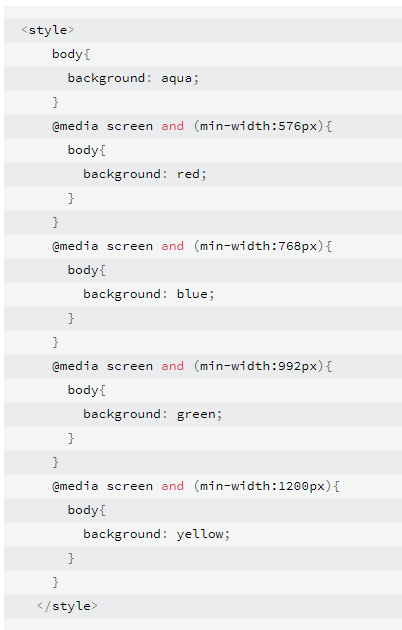 <style>
    body{
      background: aqua;
    }
    @media screen and (min-width:576px){
      body{
        background: red;
      }
    }
    @media screen and (min-width:768px){
      body{
        background: blue;
      }
    }
    @media screen and (min-width:992px){
      body{
        background: green;
      }
    }
    @media screen and (min-width:1200px){
      body{
        background: yellow;
      }
    }
  </style>